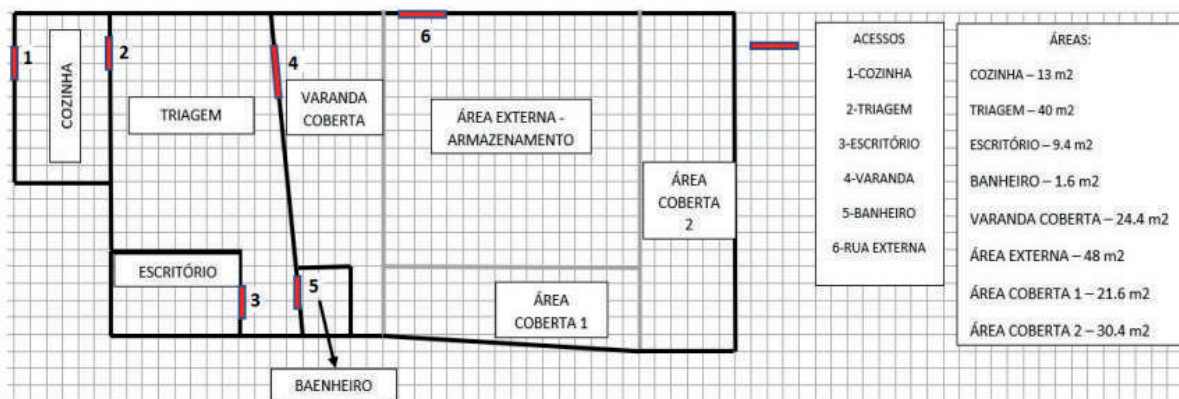 1
COZINHA
2
TRIAGEM
4
VARANDA
COBERTA
6
ÁREA EXTERNA -
ARMAZENAMENTO
ÁREA
COBERTA
2
ESCRITÓRIO
3
5
ÁREA
COBERTA 1
BAENHEIRO
ACESSOS
1-COZINHA
2-TRIAGEM
3-ESCRITÓRIO
4-VARANDA
5-BANHEIRO
6-RUA EXTERNA
ÁREAS:
COZINHA – 13 m2
TRIAGEM – 40 m2
ESCRITÓRIO – 9.4 m2
BANHEIRO – 1.6 m2
VARANDA COBERTA – 24.4 m2
ÁREA EXTERNA – 48 m2
ÁREA COBERTA 1 – 21.6 m2
ÁREA COBERTA 2 – 30.4 m2